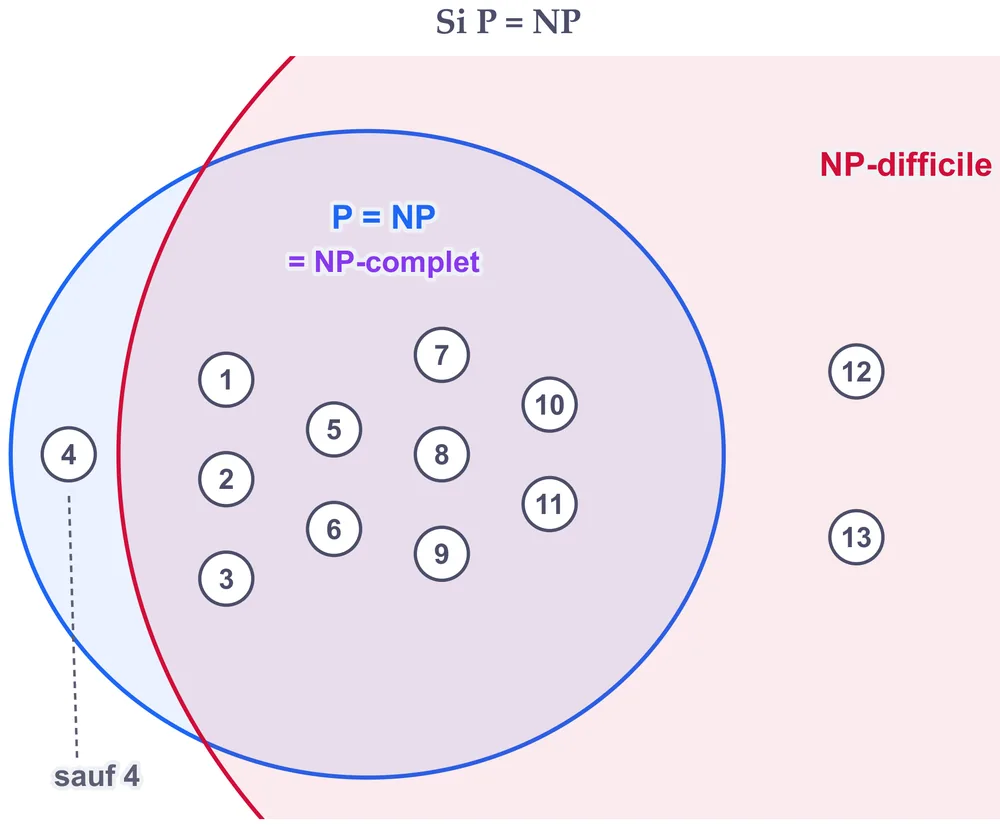 Si P = NP
NP-difficile
P = NP
= NP-complet
7
12
1
10
5
4
8
2
11
6
13
9
3
sauf 4